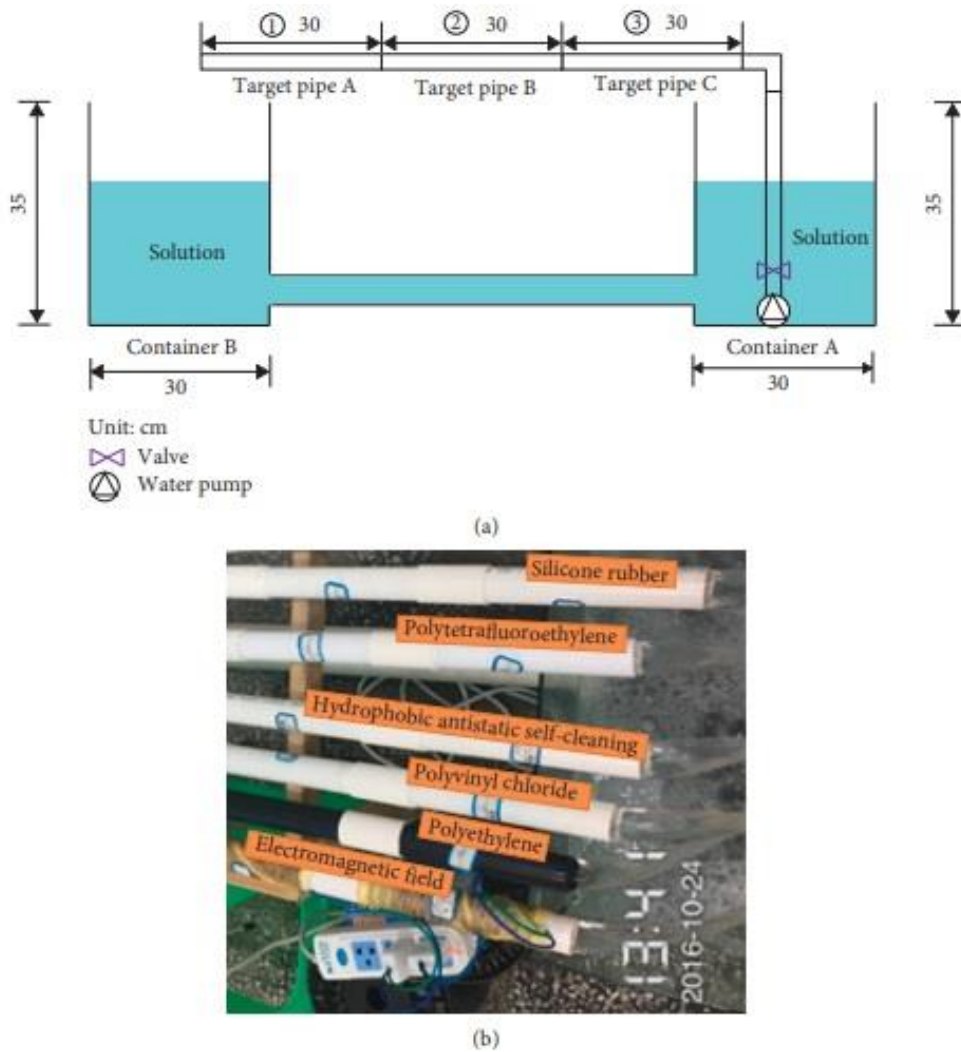 ① 30 ② 30 ③ 30
Target pipe A Target pipe B Target pipe C
35 35
Solution Solution
Container B Container A
30 30
Unit: cm
Valve
Water pump
(a)
Silicone rubber
Polytetrafluoroethylene
Hydrophobic antistatic self-cleaning
Polyvinyl chloride
Polyethylene
Electromagnetic field
2016-10-24
(b)